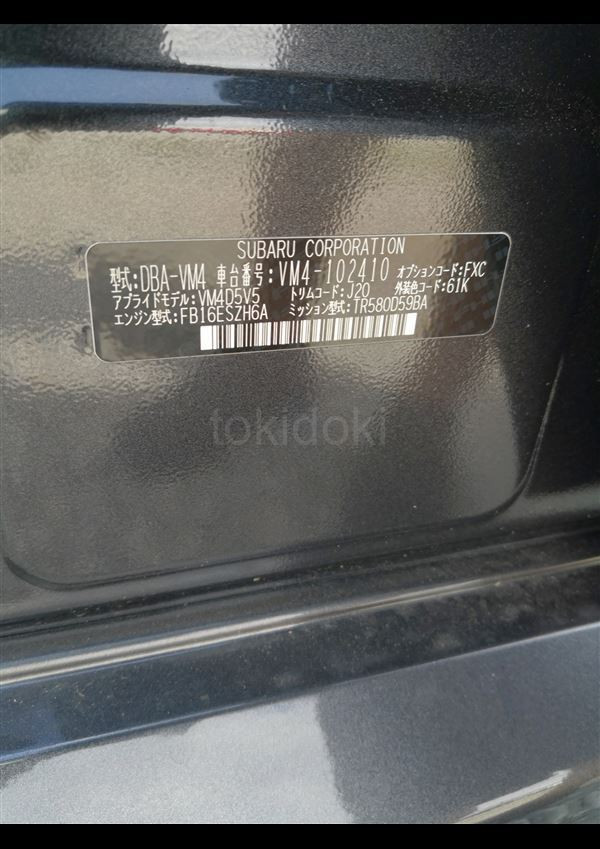 SUBARU CORPORATION
型式:DBA-VM4 車台番号:VM4-102410 オプションコード:FXC
アプライドモデル:VM4D5V5 トリムコード:J20 外装色コード:61K
エンジン型式:FB16ESZH6A ミッション型式:TR580D59BA
tokidoki